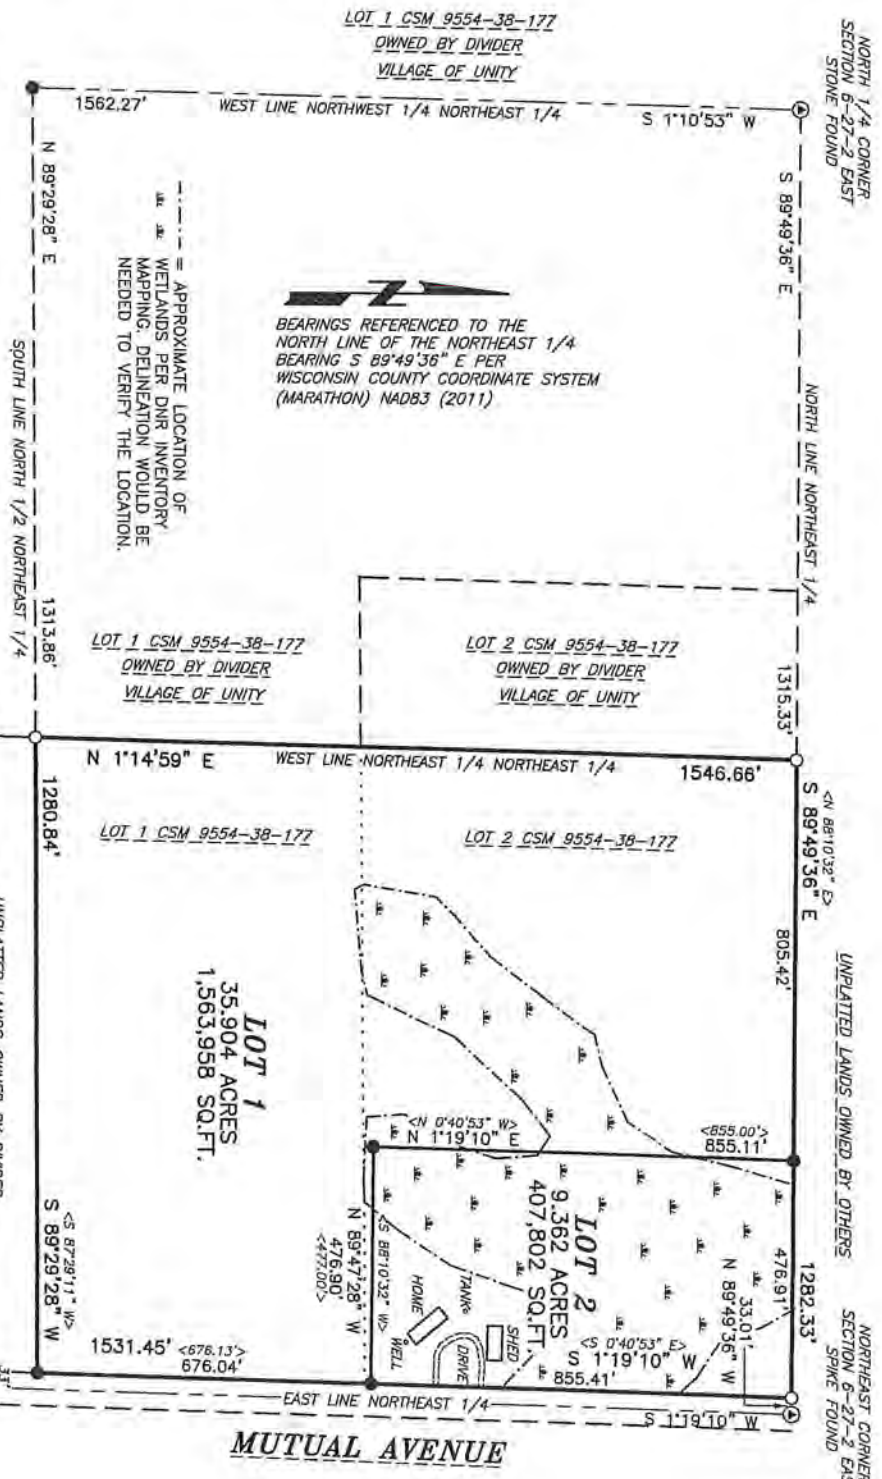 LOT 1 CSM 9554-38-177
OWNED BY DIVIDER
VILLAGE OF UNITY
NORTH 1/4 CORNER
SECTION 6-27-2 EAST
STONE FOUND
1562.27'
WEST LINE NORTHWEST 1/4 NORTHEAST 1/4
S 1°10'53" W
N 89°29'28" E
S 89°49'36" E
= APPROXIMATE LOCATION OF
WETLANDS PER DNR INVENTORY
MAPPING. DELINEATION WOULD BE
NEEDED TO VERIFY THE LOCATION.
BEARINGS REFERENCED TO THE
NORTH LINE OF THE NORTHEAST 1/4
BEARING S 89°49'36" E PER
WISCONSIN COUNTY COORDINATE SYSTEM
(MARATHON) NAD83 (2011)
NORTH LINE NORTHEAST 1/4
SOUTH LINE NORTH 1/2 NORTHEAST 1/4
1313.86'
LOT 1 CSM 9554-38-177
OWNED BY DIVIDER
VILLAGE OF UNITY
LOT 2 CSM 9554-38-177
OWNED BY DIVIDER
VILLAGE OF UNITY
1315.33'
N 1°14'59" E
WEST LINE NORTHEAST 1/4 NORTHEAST 1/4
1546.66'
1280.84'
LOT 1 CSM 9554-38-177
LOT 2 CSM 9554-38-177
<N 88°10'32" E>
S 89°49'36" E
805.42'
UNPLATTED LANDS OWNED BY OTHERS
LOT 1
35.904 ACRES
1,563,958 SQ.FT.
<N 0°40'53" W>
N 1°19'10" E
<855.00'>
855.11'
LOT 2
9.362 ACRES
407,802 SQ.FT.
<S 88°10'32" W>
N 89°47'28" W
476.90'
<477.00'>
476.91'
N 89°49'36" W
33.01'
1282.33'
HOME
TANK
WELL
DRIVE
SHED
<S 0°40'53" E>
S 1°19'10" W
855.41'
<S 87°29'11" W>
S 89°29'28" W
1531.45'
<676.13'>
676.04'
EAST LINE NORTHEAST 1/4
S 1°19'10" W
NORTHEAST CORNER
SECTION 6-27-2 EA
SPIKE FOUND
MUTUAL AVENUE